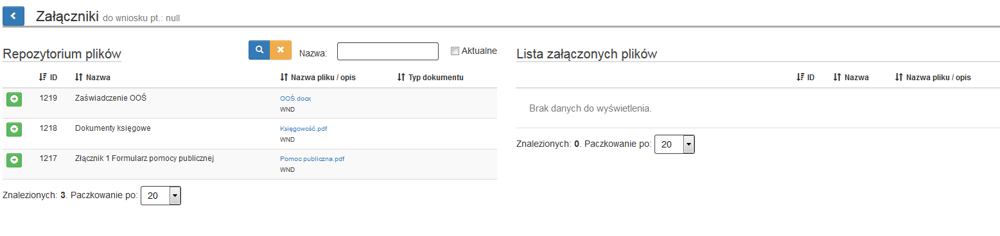 Załączniki do wniosku pt.: null
Repozytorium plików
Nazwa:
Aktualne
ID Nazwa Nazwa pliku / opis Typ dokumentu
1219 Zaświadczenie OOŚ OOŚ.docx
WND
1218 Dokumenty księgowe Księgowość.pdf
WND
1217 Złącznik 1 Formularz pomocy publicznej Pomoc publiczna.pdf
WND
Znalezionych: 3. Paczkowanie po: 20
Lista załączonych plików
ID Nazwa Nazwa pliku / opis
Brak danych do wyświetlenia.
Znalezionych: 0. Paczkowanie po: 20